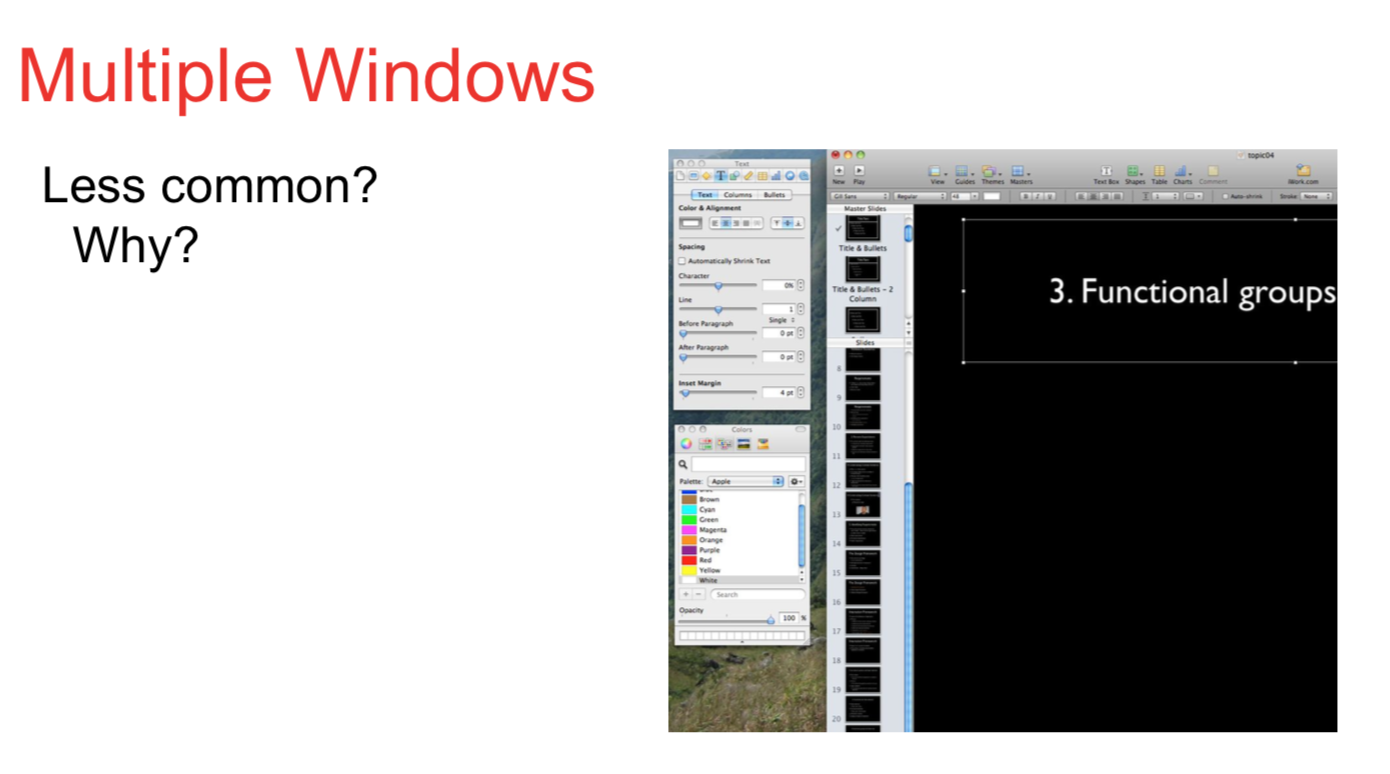 Multiple Windows
Less common?
Why?
Text
Text Columns Bullets
Color & Alignment
Spacing
Automatically Shrink Text
Character
0%
Line
1
Single
Before Paragraph
0 pt
After Paragraph
0 pt
Inset Margin
4 pt
Colors
Palette: Apple
Brown
Cyan
Green
Magenta
Orange
Purple
Red
Yellow
White
Search
Opacity
100 %
topic04
New Play View Guides Themes Masters Text Box Shapes Table Charts Comment iWork.com
Gill Sans Regular 48 B I U Auto-shrink Stroke: None
Master Slides
Title & Bullets
Title & Bullets - 2
Column
Slides
8
9
10
11
12
13
14
15
16
17
18
19
20
3. Functional groups